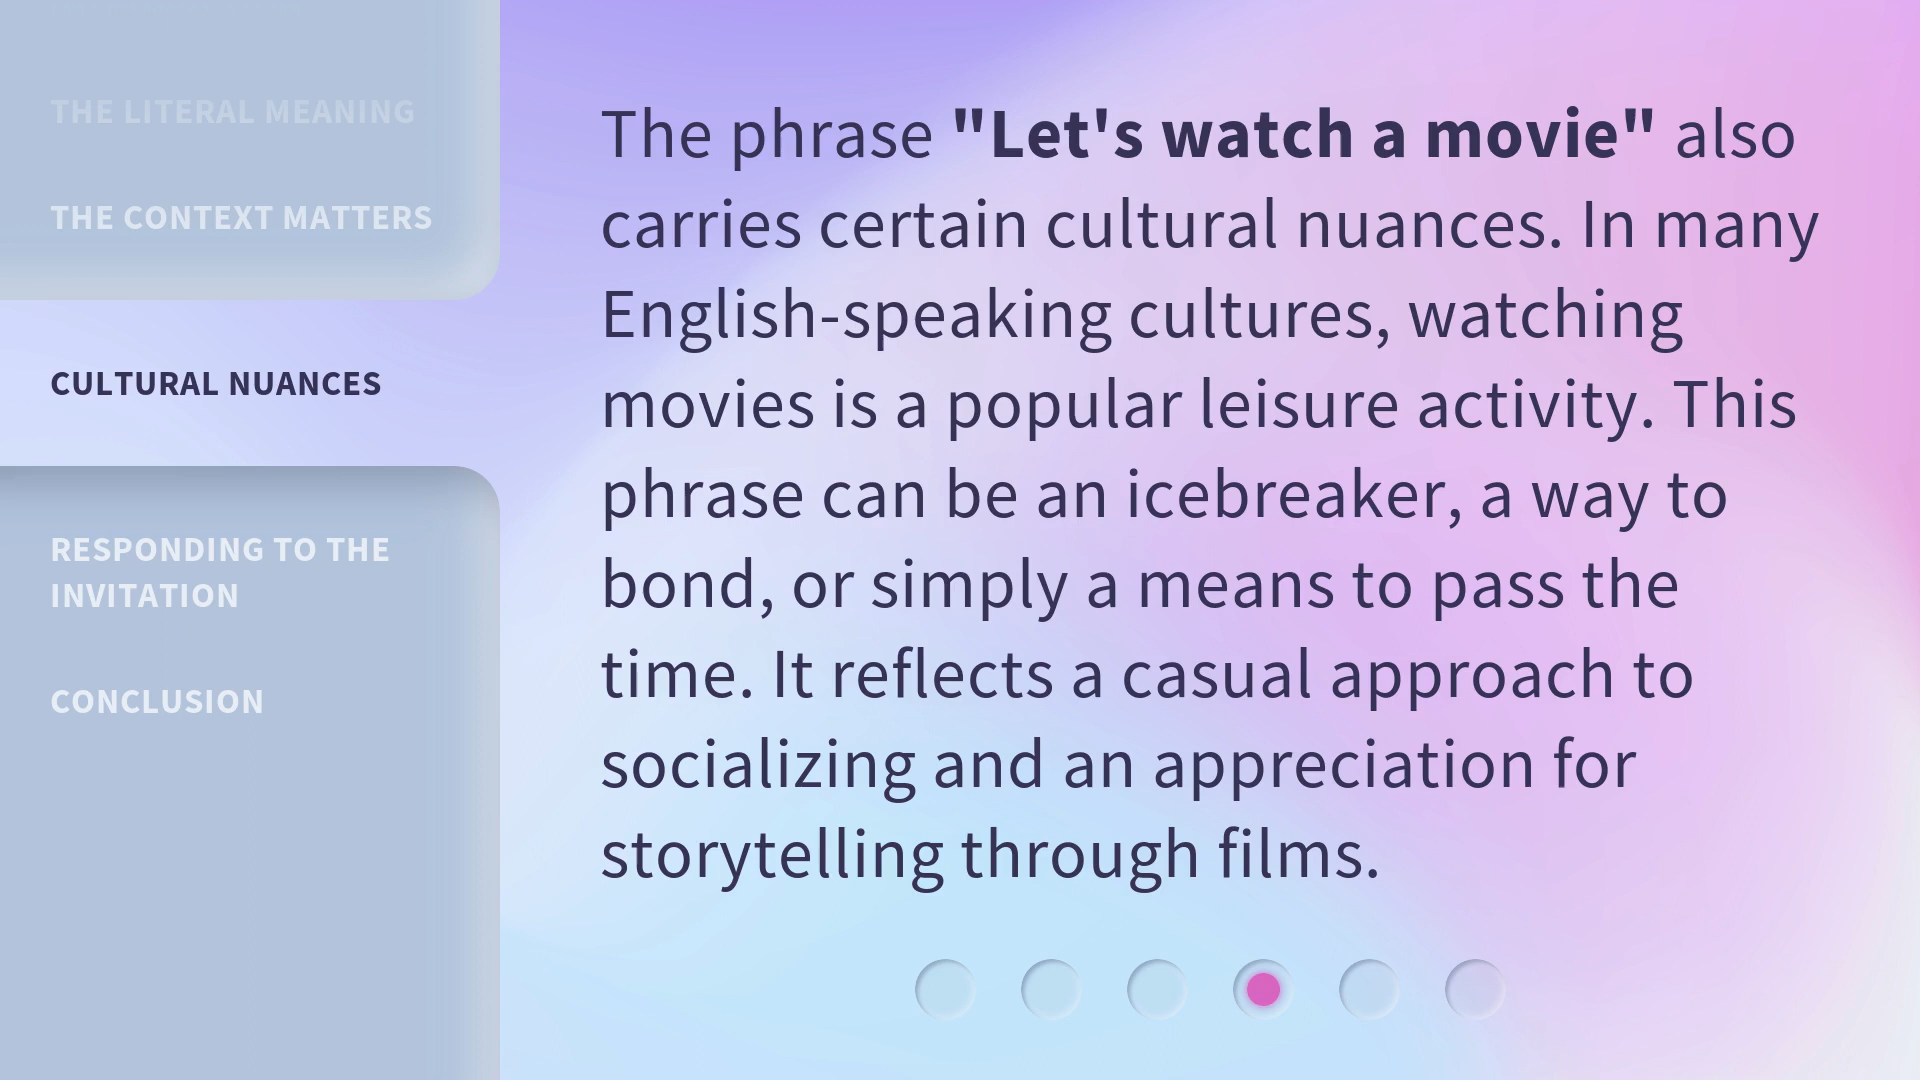 THE LITERAL MEANING
THE CONTEXT MATTERS
CULTURAL NUANCES
RESPONDING TO THE
INVITATION
CONCLUSION
The phrase "Let's watch a movie" also
carries certain cultural nuances. In many
English-speaking cultures, watching
movies is a popular leisure activity. This
phrase can be an icebreaker, a way to
bond, or simply a means to pass the
time. It reflects a casual approach to
socializing and an appreciation for
storytelling through films.